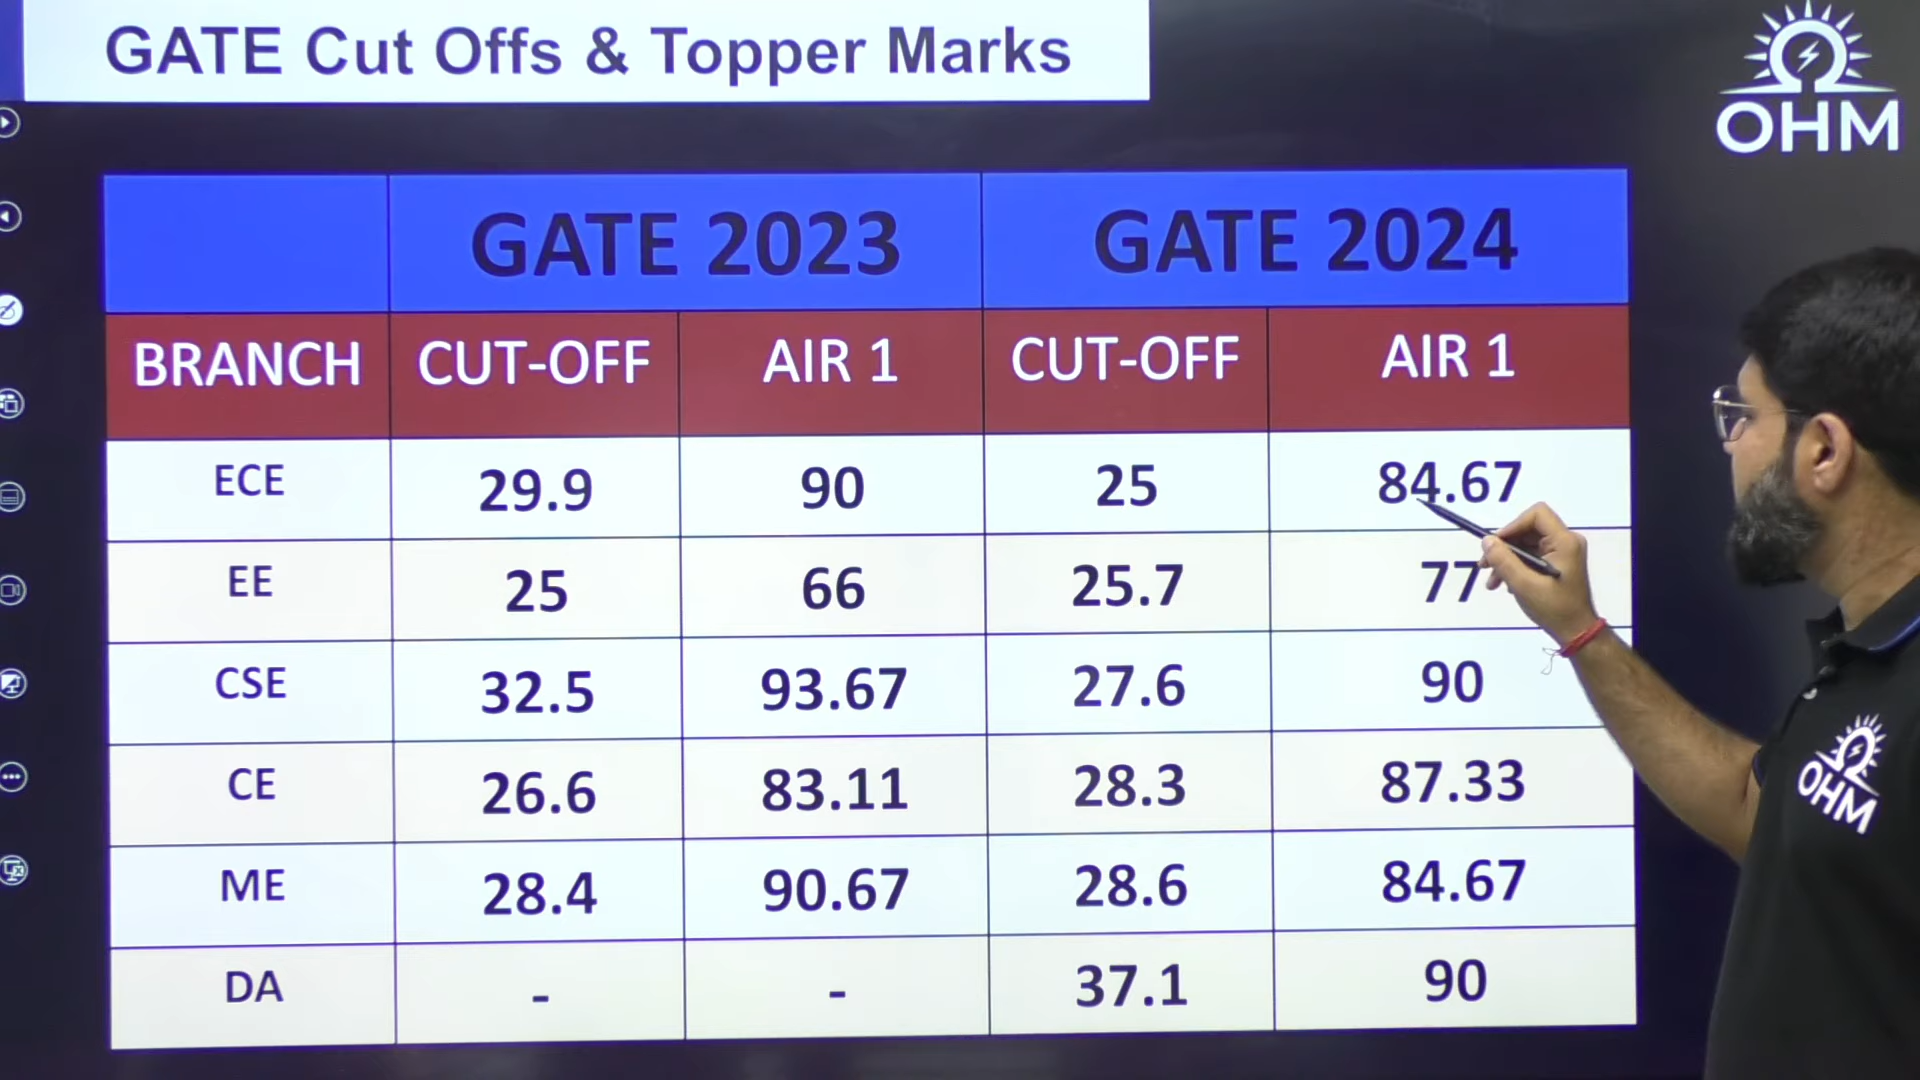 GATE Cut Offs & Topper Marks
OHM
GATE 2023 GATE 2024
BRANCH CUT-OFF AIR 1 CUT-OFF AIR 1
ECE 29.9 90 25 84.67
EE 25 66 25.7 77
CSE 32.5 93.67 27.6 90
CE 26.6 83.11 28.3 87.33
ME 28.4 90.67 28.6 84.67
DA - - 37.1 90
OHM